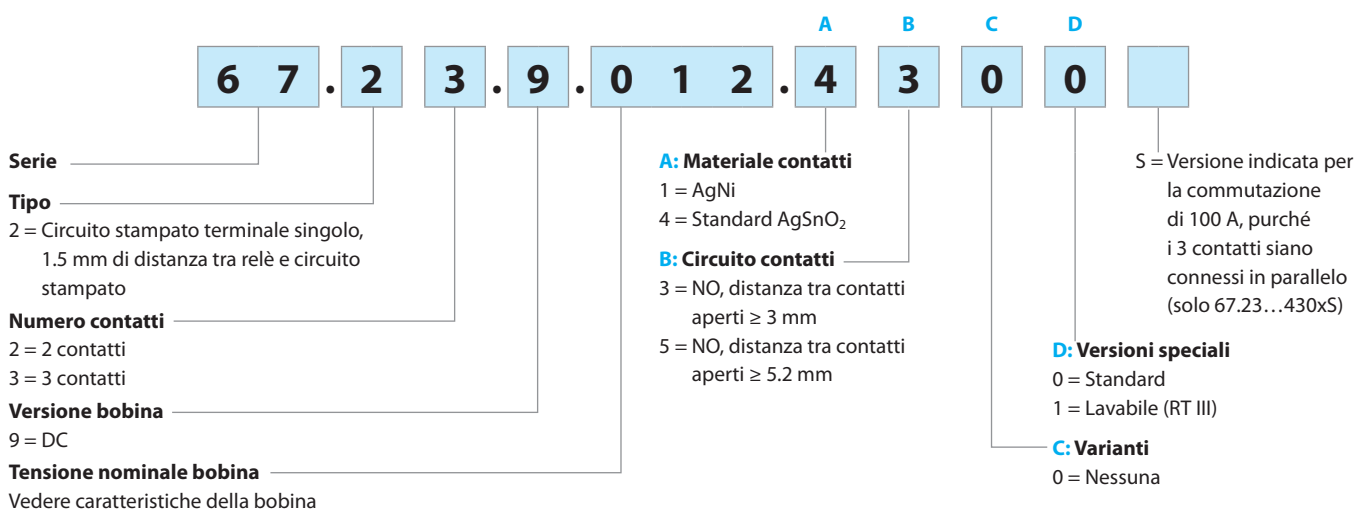 A B C D
6 7 . 2 3 . 9 . 0 1 2 . 4 3 0 0
Serie
Tipo
2 = Circuito stampato terminale singolo,
1.5 mm di distanza tra relè e circuito
stampato
Numero contatti
2 = 2 contatti
3 = 3 contatti
Versione bobina
9 = DC
Tensione nominale bobina
Vedere caratteristiche della bobina
A: Materiale contatti
1 = AgNi
4 = Standard AgSnO₂
B: Circuito contatti
3 = NO, distanza tra contatti
aperti ≥ 3 mm
5 = NO, distanza tra contatti
aperti ≥ 5.2 mm
S = Versione indicata per
la commutazione
di 100 A, purché
i 3 contatti siano
connessi in parallelo
(solo 67.23…430xS)
D: Versioni speciali
0 = Standard
1 = Lavabile (RT III)
C: Varianti
0 = Nessuna